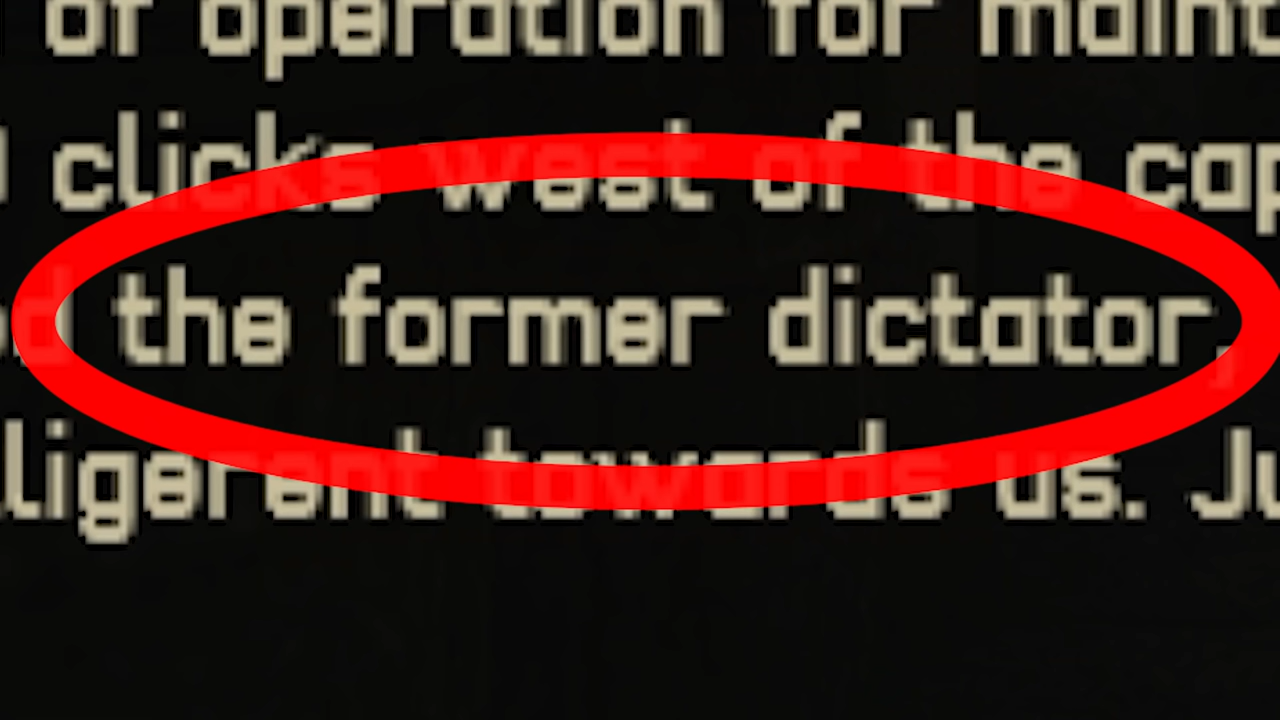 of operation for maint
clicks west of the cap
the former dictator,
ligerent towards us. Ju